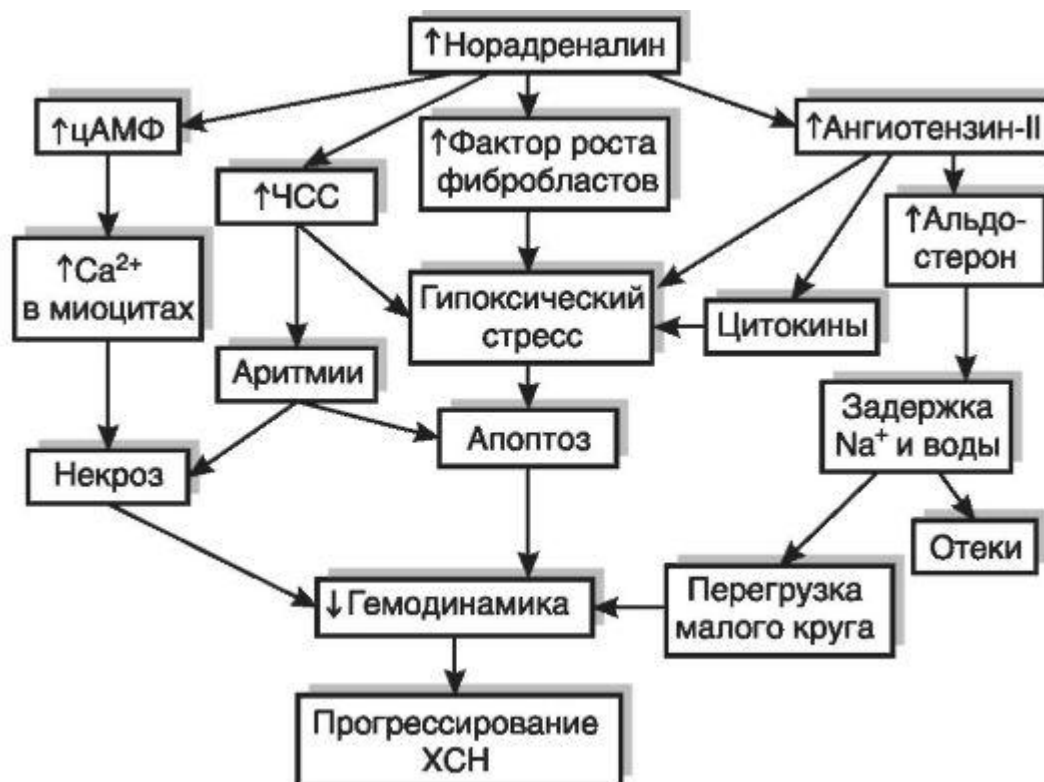 ↑Норадреналин
↑цАМФ
↑Фактор роста
фибробластов
↑Ангиотензин-II
↑ЧСС
↑Альдо-
стерон
↑Ca²⁺
в миоцитах
Гипоксический
стресс
Цитокины
Аритмии
Задержка
Na⁺ и воды
Апоптоз
Некроз
Отеки
↓Гемодинамика
Перегрузка
малого круга
Прогрессирование
ХСН